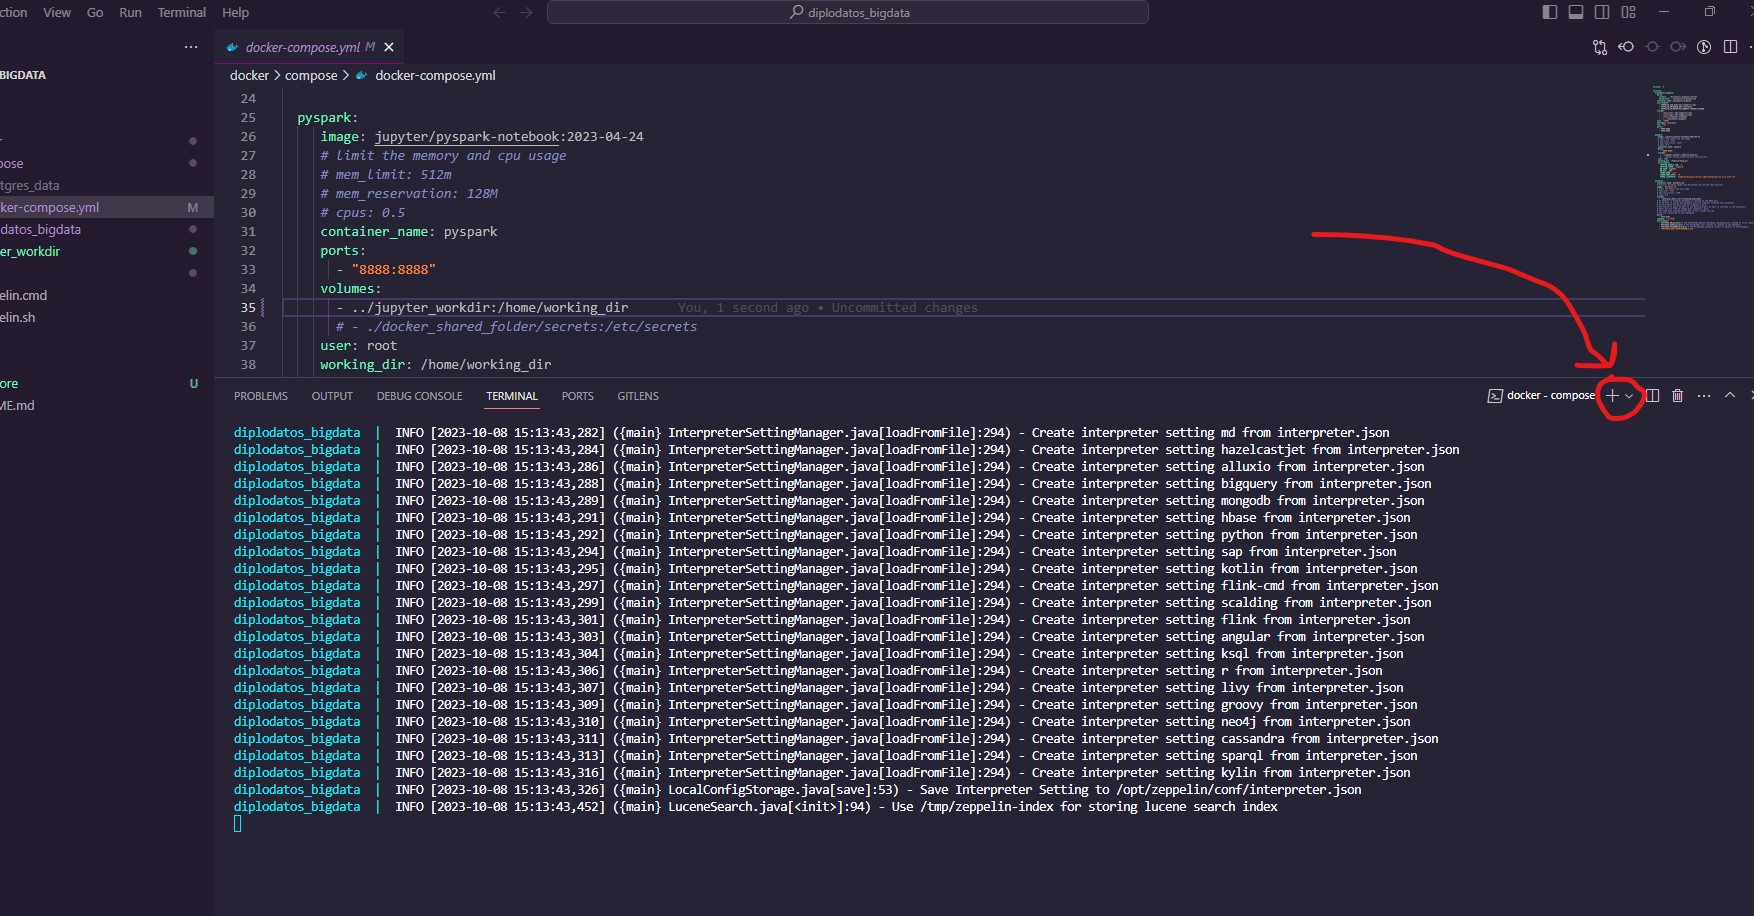 ction View Go Run Terminal Help
diplodatos_bigdata
BIGDATA
docker-compose.yml M
docker > compose > docker-compose.yml
24
25 pyspark:
26 image: jupyter/pyspark-notebook:2023-04-24
27 # limit the memory and cpu usage
28 # mem_limit: 512m
29 # mem_reservation: 128M
30 # cpus: 0.5
31 container_name: pyspark
32 ports:
33 - "8888:8888"
34 volumes:
35 - ../jupyter_workdir:/home/working_dir You, 1 second ago • Uncommitted changes
36 # - ./docker_shared_folder/secrets:/etc/secrets
37 user: root
38 working_dir: /home/working_dir
pose
tgres_data
ker-compose.yml M
datos_bigdata
er_workdir
elin.cmd
elin.sh
ore U
ME.md
PROBLEMS OUTPUT DEBUG CONSOLE TERMINAL PORTS GITLENS docker - compose
diplodatos_bigdata | INFO [2023-10-08 15:13:43,282] ({main} InterpreterSettingManager.java[loadFromFile]:294) - Create interpreter setting md from interpreter.json
diplodatos_bigdata | INFO [2023-10-08 15:13:43,284] ({main} InterpreterSettingManager.java[loadFromFile]:294) - Create interpreter setting hazelcastjet from interpreter.json
diplodatos_bigdata | INFO [2023-10-08 15:13:43,286] ({main} InterpreterSettingManager.java[loadFromFile]:294) - Create interpreter setting alluxio from interpreter.json
diplodatos_bigdata | INFO [2023-10-08 15:13:43,288] ({main} InterpreterSettingManager.java[loadFromFile]:294) - Create interpreter setting bigquery from interpreter.json
diplodatos_bigdata | INFO [2023-10-08 15:13:43,289] ({main} InterpreterSettingManager.java[loadFromFile]:294) - Create interpreter setting mongodb from interpreter.json
diplodatos_bigdata | INFO [2023-10-08 15:13:43,291] ({main} InterpreterSettingManager.java[loadFromFile]:294) - Create interpreter setting hbase from interpreter.json
diplodatos_bigdata | INFO [2023-10-08 15:13:43,292] ({main} InterpreterSettingManager.java[loadFromFile]:294) - Create interpreter setting python from interpreter.json
diplodatos_bigdata | INFO [2023-10-08 15:13:43,294] ({main} InterpreterSettingManager.java[loadFromFile]:294) - Create interpreter setting sap from interpreter.json
diplodatos_bigdata | INFO [2023-10-08 15:13:43,295] ({main} InterpreterSettingManager.java[loadFromFile]:294) - Create interpreter setting kotlin from interpreter.json
diplodatos_bigdata | INFO [2023-10-08 15:13:43,297] ({main} InterpreterSettingManager.java[loadFromFile]:294) - Create interpreter setting flink-cmd from interpreter.json
diplodatos_bigdata | INFO [2023-10-08 15:13:43,299] ({main} InterpreterSettingManager.java[loadFromFile]:294) - Create interpreter setting scalding from interpreter.json
diplodatos_bigdata | INFO [2023-10-08 15:13:43,301] ({main} InterpreterSettingManager.java[loadFromFile]:294) - Create interpreter setting flink from interpreter.json
diplodatos_bigdata | INFO [2023-10-08 15:13:43,303] ({main} InterpreterSettingManager.java[loadFromFile]:294) - Create interpreter setting angular from interpreter.json
diplodatos_bigdata | INFO [2023-10-08 15:13:43,304] ({main} InterpreterSettingManager.java[loadFromFile]:294) - Create interpreter setting ksql from interpreter.json
diplodatos_bigdata | INFO [2023-10-08 15:13:43,306] ({main} InterpreterSettingManager.java[loadFromFile]:294) - Create interpreter setting r from interpreter.json
diplodatos_bigdata | INFO [2023-10-08 15:13:43,307] ({main} InterpreterSettingManager.java[loadFromFile]:294) - Create interpreter setting livy from interpreter.json
diplodatos_bigdata | INFO [2023-10-08 15:13:43,309] ({main} InterpreterSettingManager.java[loadFromFile]:294) - Create interpreter setting groovy from interpreter.json
diplodatos_bigdata | INFO [2023-10-08 15:13:43,310] ({main} InterpreterSettingManager.java[loadFromFile]:294) - Create interpreter setting neo4j from interpreter.json
diplodatos_bigdata | INFO [2023-10-08 15:13:43,311] ({main} InterpreterSettingManager.java[loadFromFile]:294) - Create interpreter setting cassandra from interpreter.json
diplodatos_bigdata | INFO [2023-10-08 15:13:43,313] ({main} InterpreterSettingManager.java[loadFromFile]:294) - Create interpreter setting sparql from interpreter.json
diplodatos_bigdata | INFO [2023-10-08 15:13:43,316] ({main} InterpreterSettingManager.java[loadFromFile]:294) - Create interpreter setting kylin from interpreter.json
diplodatos_bigdata | INFO [2023-10-08 15:13:43,326] ({main} LocalConfigStorage.java[save]:53) - Save Interpreter Setting to /opt/zeppelin/conf/interpreter.json
diplodatos_bigdata | INFO [2023-10-08 15:13:43,452] ({main} LuceneSearch.java[<init>]:94) - Use /tmp/zeppelin-index for storing lucene search index